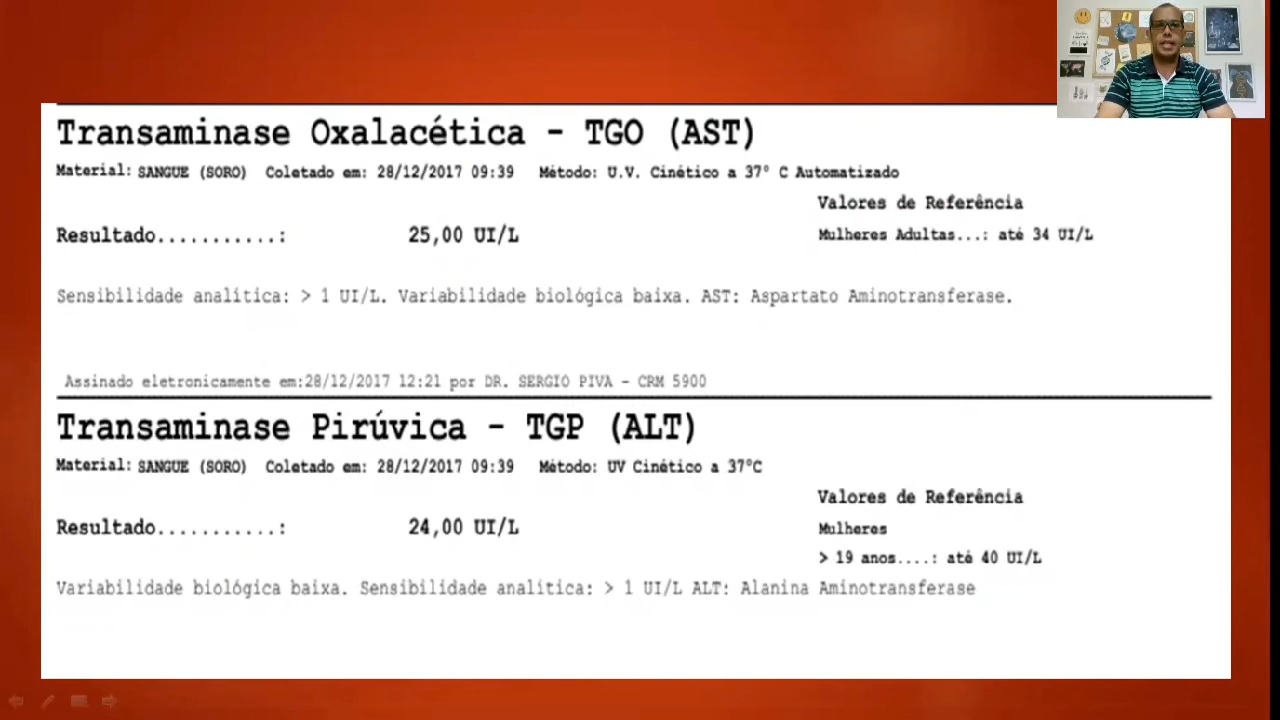 Transaminase Oxalacética - TGO (AST)
Material: SANGUE (SORO) Coletado em: 28/12/2017 09:39 Método: U.V. Cinético a 37° C Automatizado
Valores de Referência
Resultado...........: 25,00 UI/L Mulheres Adultas...: até 34 UI/L
Sensibilidade analítica: > 1 UI/L. Variabilidade biológica baixa. AST: Aspartato Aminotransferase.
Assinado eletronicamente em:28/12/2017 12:21 por DR. SERGIO PIVA - CRM 5900
Transaminase Pirúvica - TGP (ALT)
Material: SANGUE (SORO) Coletado em: 28/12/2017 09:39 Método: UV Cinético a 37°C
Valores de Referência
Resultado...........: 24,00 UI/L Mulheres
> 19 anos....: até 40 UI/L
Variabilidade biológica baixa. Sensibilidade analítica: > 1 UI/L ALT: Alanina Aminotransferase